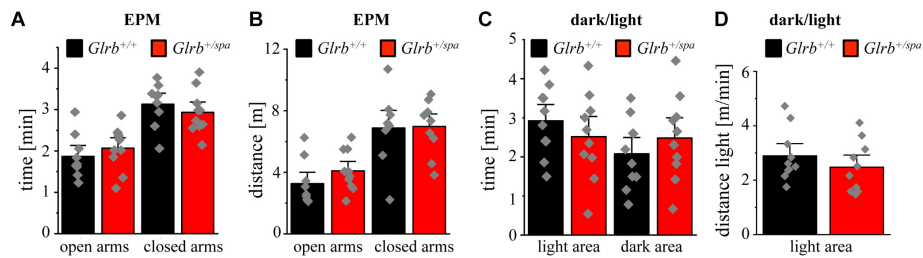 A
EPM
Glrb+/+ Glrb+/spa
time [min]
5
4
3
2
1
0
open arms closed arms
B
EPM
Glrb+/+ Glrb+/spa
distance [m]
12
8
4
0
open arms closed arms
C
dark/light
Glrb+/+ Glrb+/spa
time [min]
5
4
3
2
1
0
light area dark area
D
dark/light
Glrb+/+ Glrb+/spa
distance light [m/min]
6
4
2
0
light area